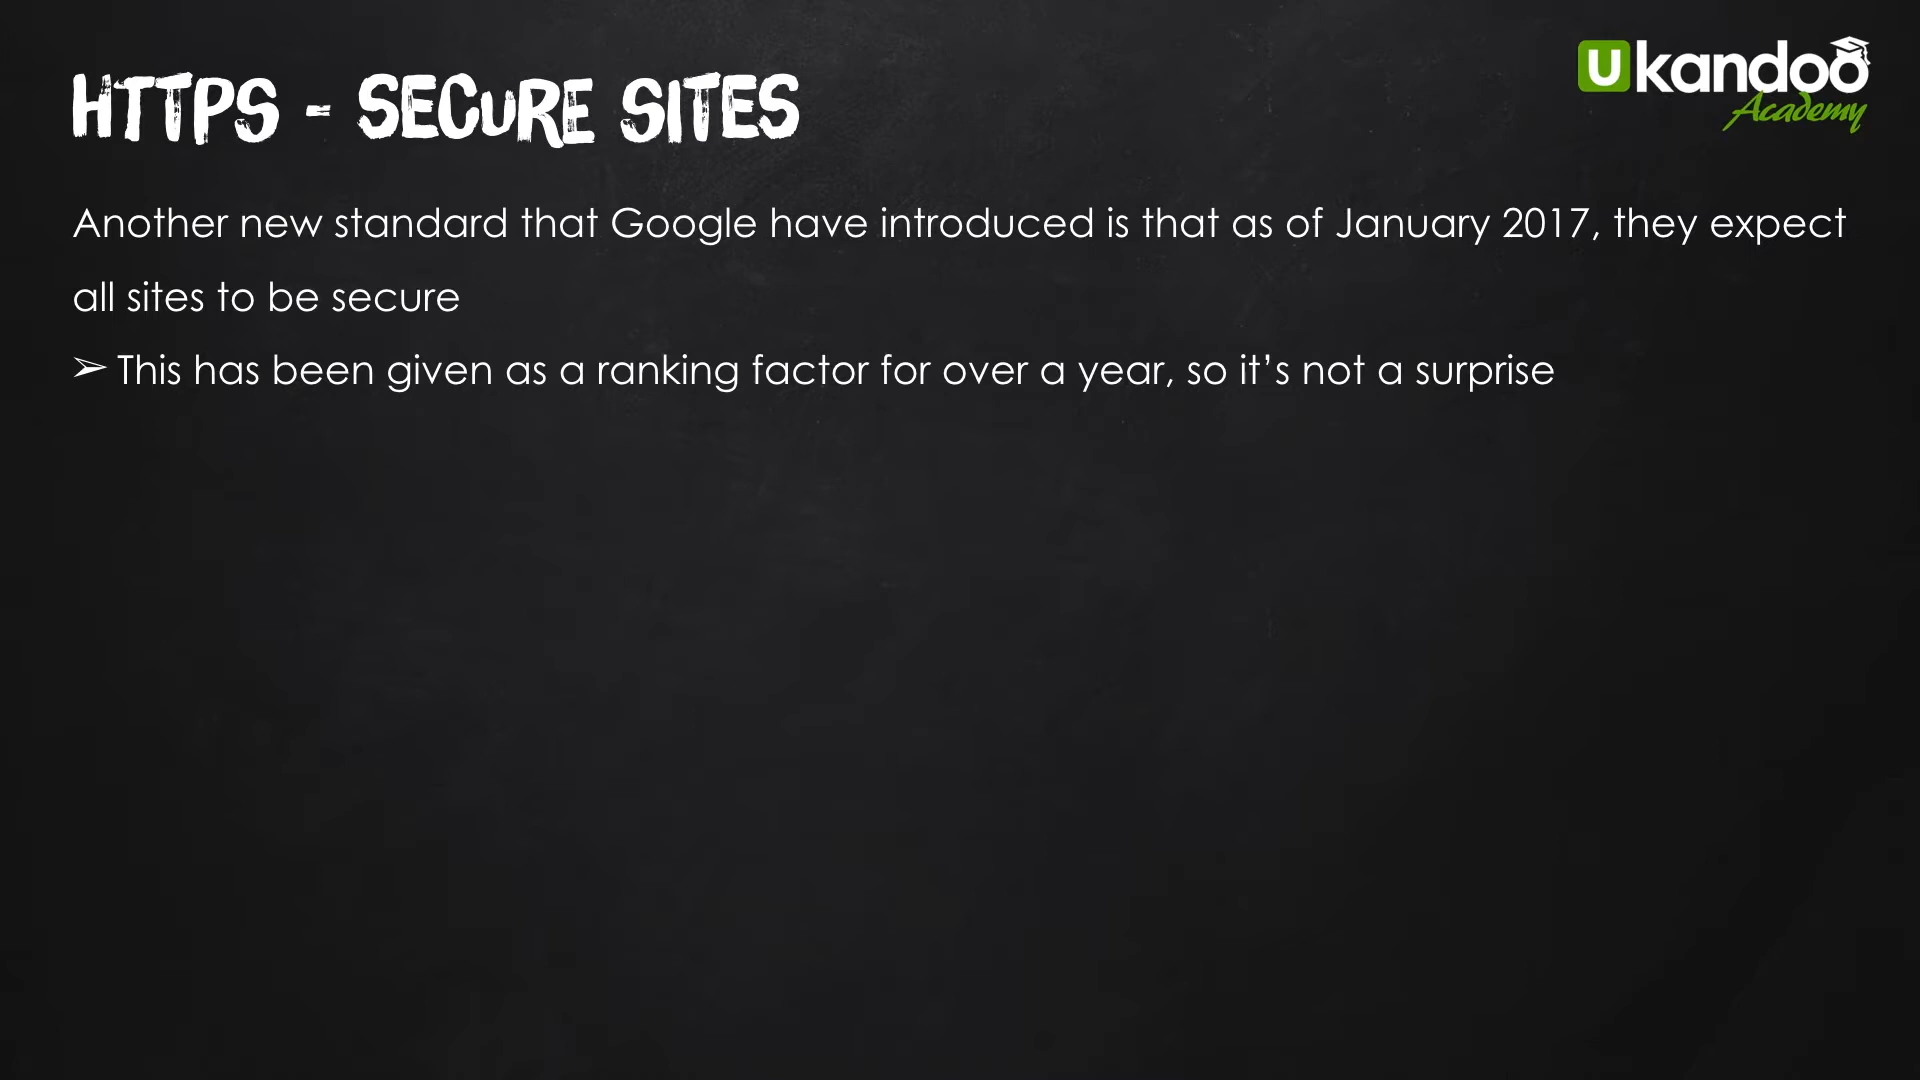 HTTPS - SECURE SITES
Ukandoo
Academy
Another new standard that Google have introduced is that as of January 2017, they expect
all sites to be secure
➢ This has been given as a ranking factor for over a year, so it’s not a surprise